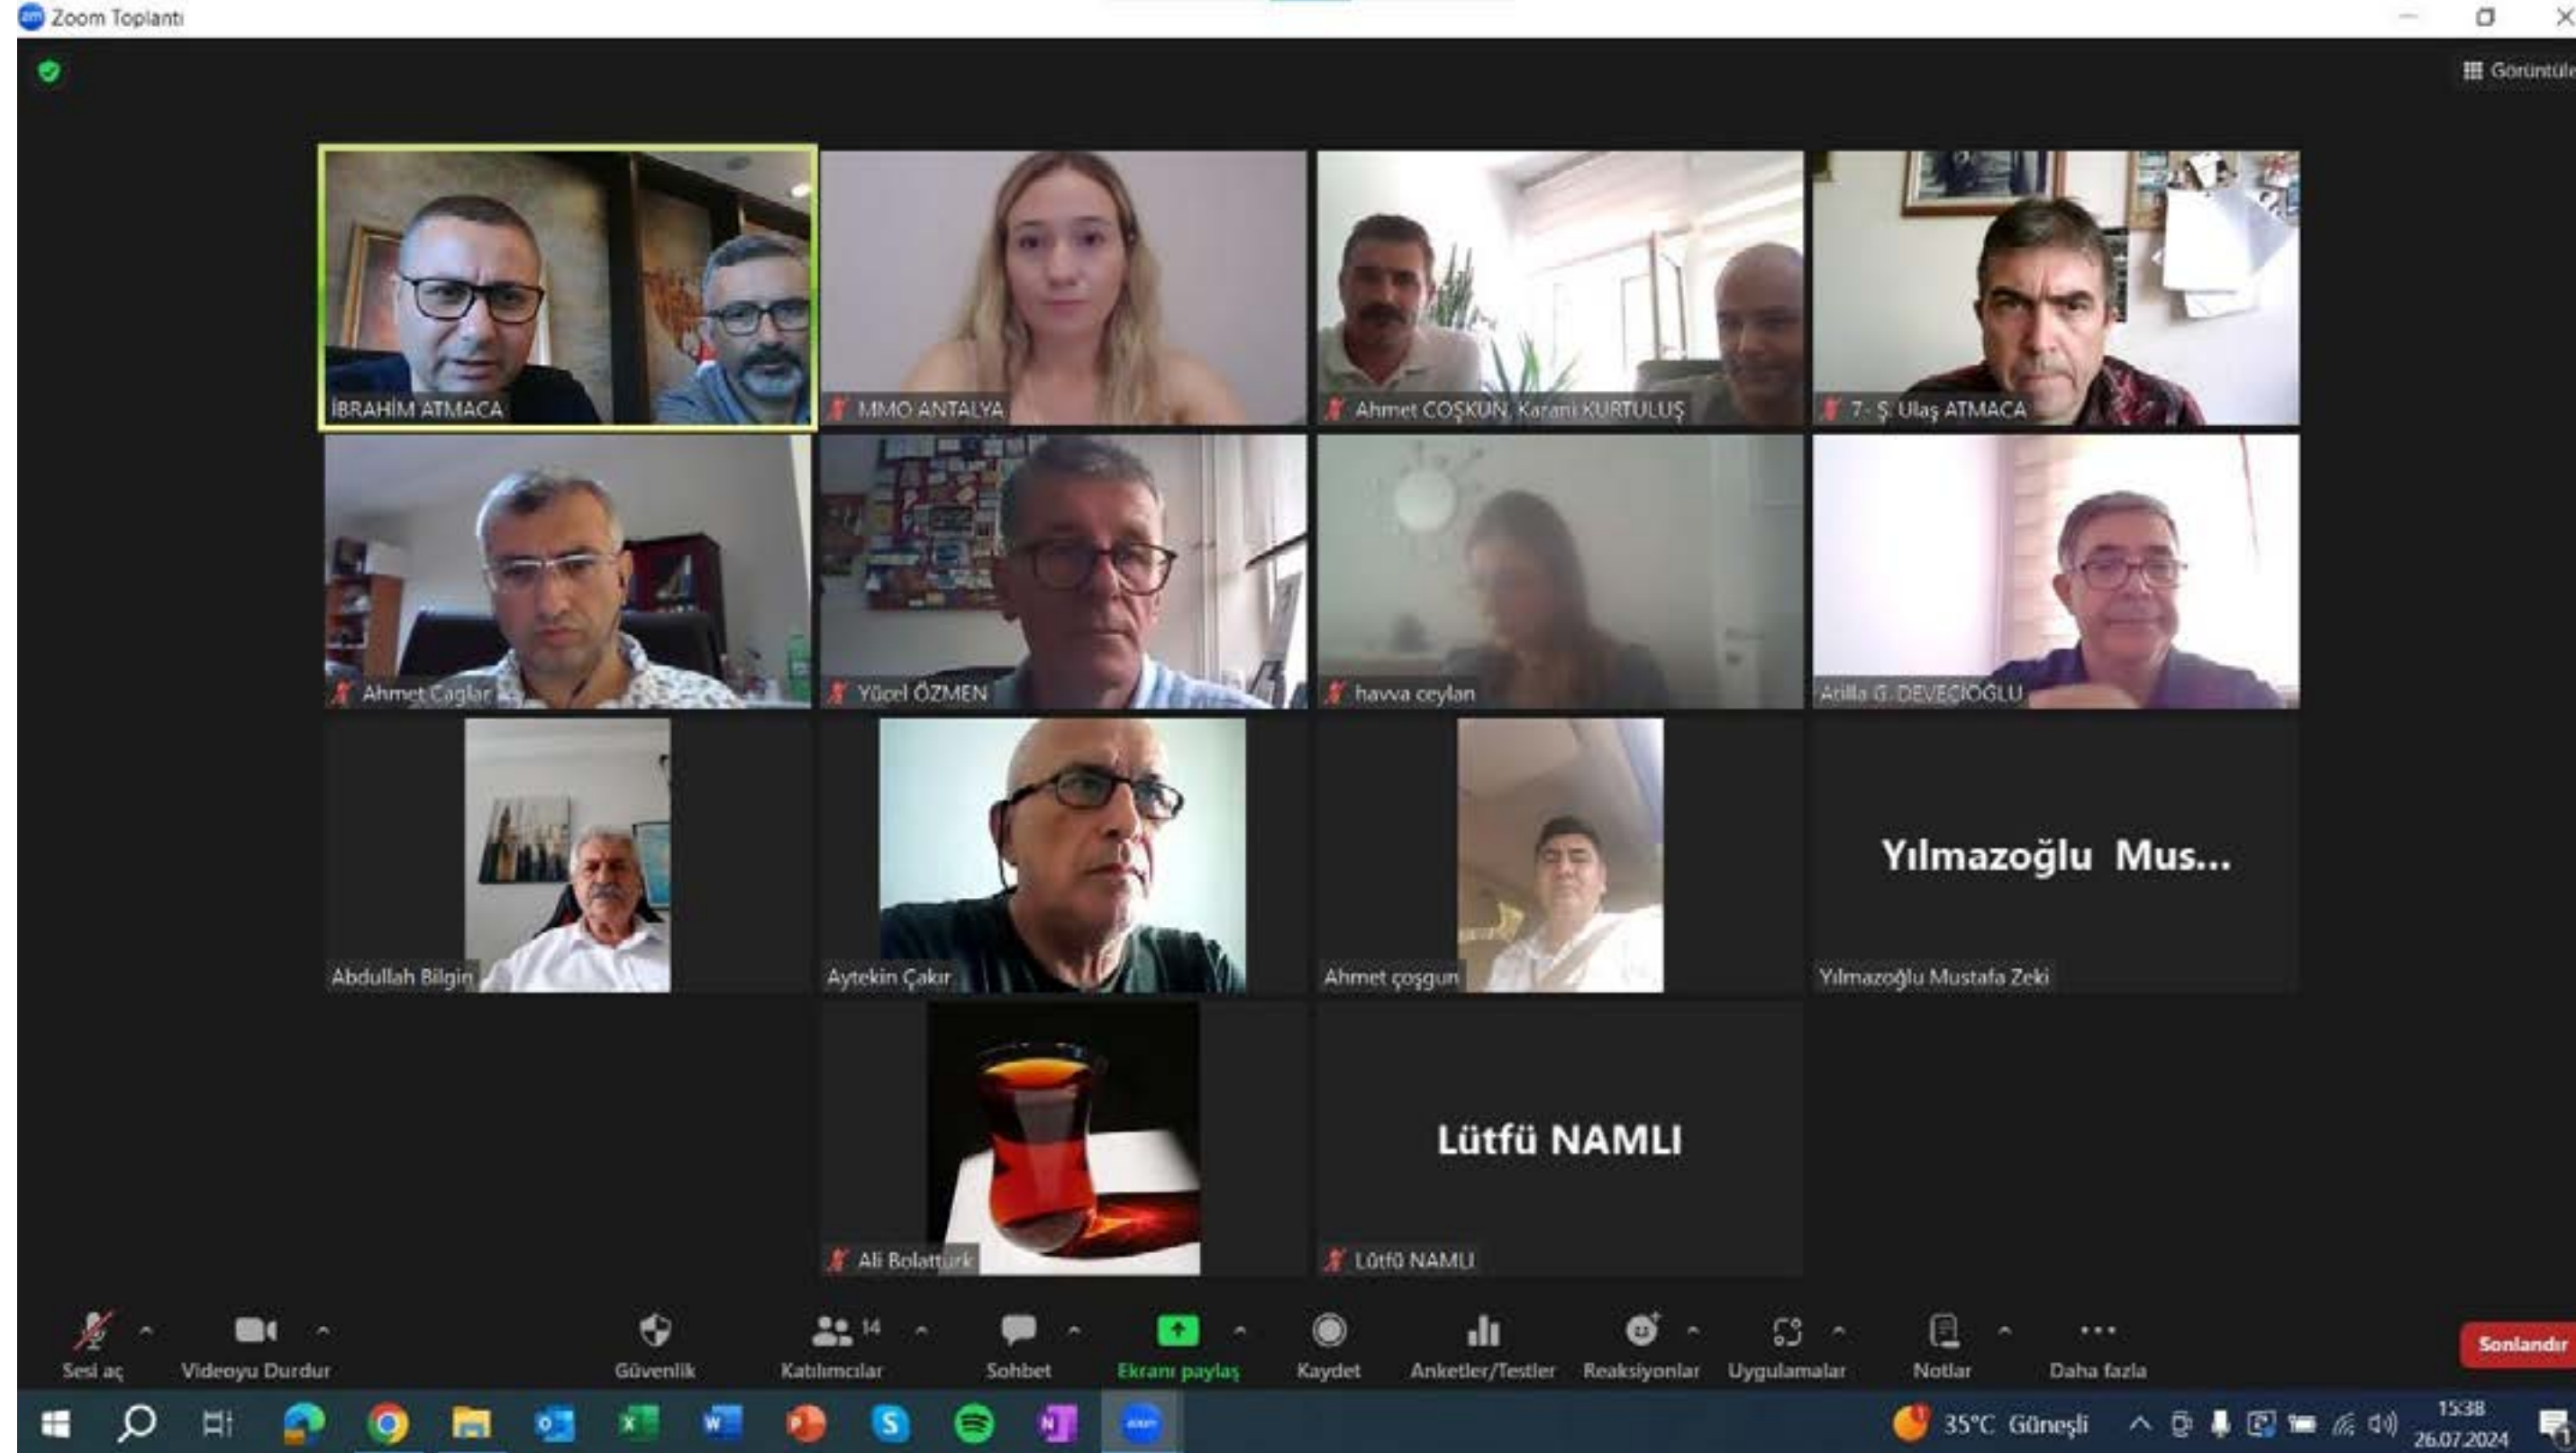 Zoom Toplantı
Görüntüle
İBRAHİM ATMACA
MMO ANTALYA
Ahmet COŞKUN, Karani KURTULUŞ
7- Ş. Ulaş ATMACA
Ahmet Caglar
Yücel ÖZMEN
havva ceylan
Atilla G. DEVECİOĞLU
Abdullah Bilgin
Aytekin Çakır
Ahmet çoşgun
Yılmazoğlu Mus...
Yılmazoğlu Mustafa Zeki
Ali Bolattürk
Lütfü NAMLI
Lütfü NAMLI
14
Sesi aç
Videoyu Durdur
Güvenlik
Katılımcılar
Sohbet
Ekranı paylaş
Kaydet
Anketler/Testler
Reaksiyonlar
Uygulamalar
Notlar
Daha fazla
Sonlandır
35°C Güneşli
15:38
26.07.2024